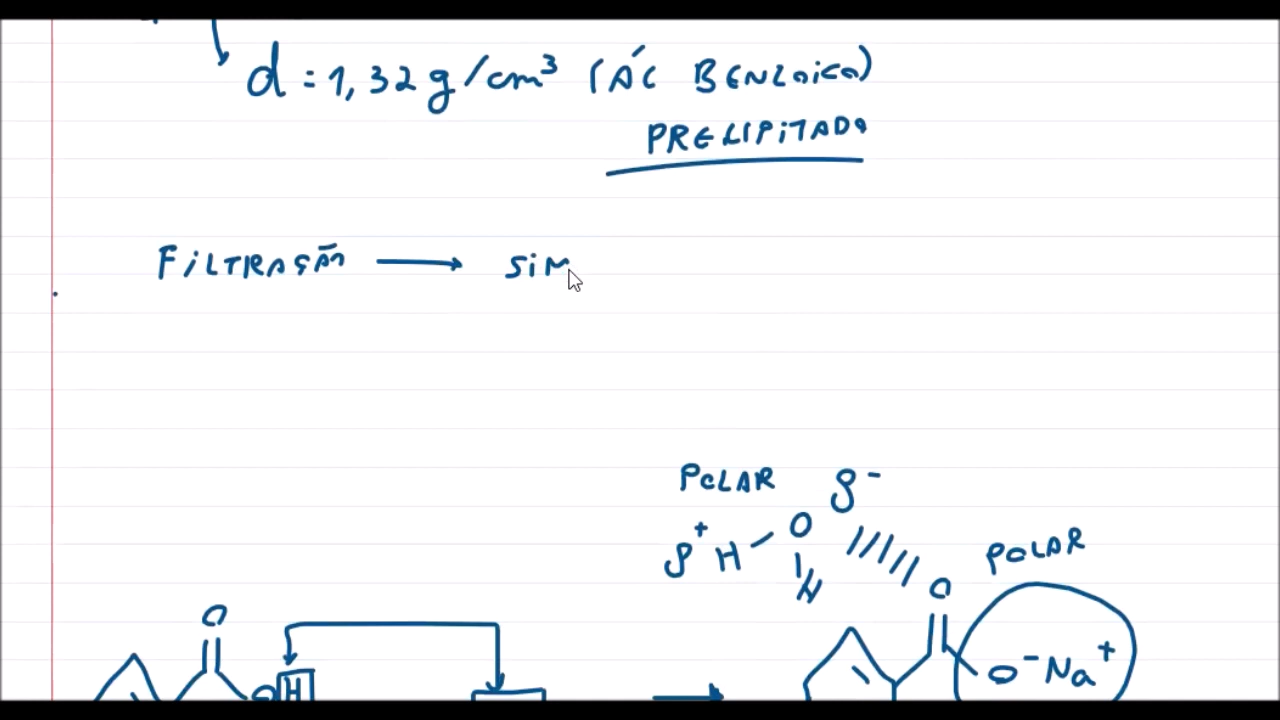 d = 1,32 g/cm³ (ÁC BENZOICO)
PRECIPITADO
FILTRAÇÃO → SIM
POLAR δ-
δ+ H O
H
POLAR
O
O- Na+
O
O H